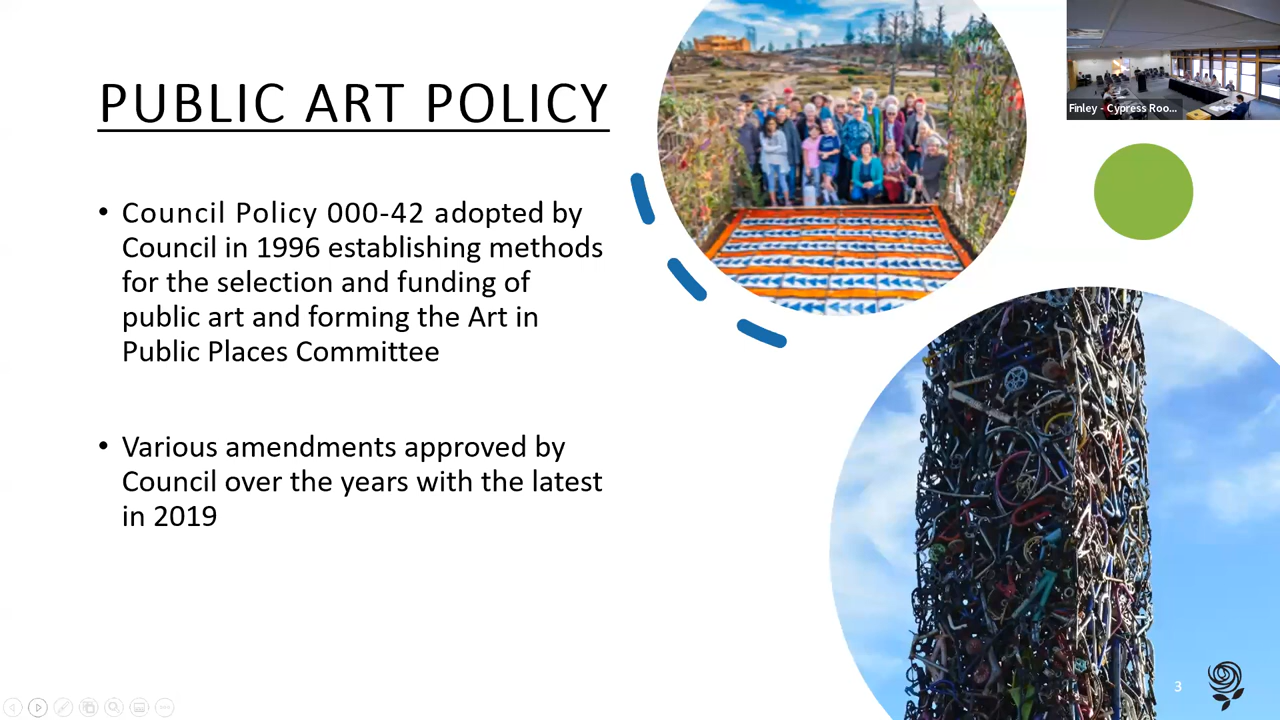 PUBLIC ART POLICY
• Council Policy 000-42 adopted by
Council in 1996 establishing methods
for the selection and funding of
public art and forming the Art in
Public Places Committee
• Various amendments approved by
Council over the years with the latest
in 2019
Finley - Cypress Roo...
3